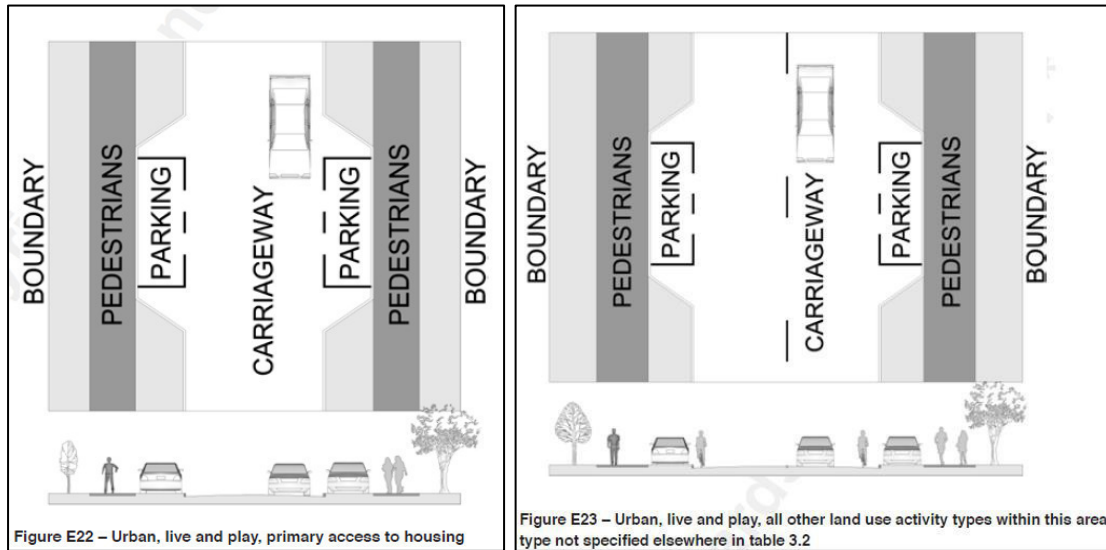 BOUNDARY
PEDESTRIANS
PARKING
CARRIAGEWAY
PARKING
PEDESTRIANS
BOUNDARY
Figure E22 – Urban, live and play, primary access to housing
BOUNDARY
PEDESTRIANS
PARKING
CARRIAGEWAY
PARKING
PEDESTRIANS
BOUNDARY
Figure E23 – Urban, live and play, all other land use activity types within this area
type not specified elsewhere in table 3.2